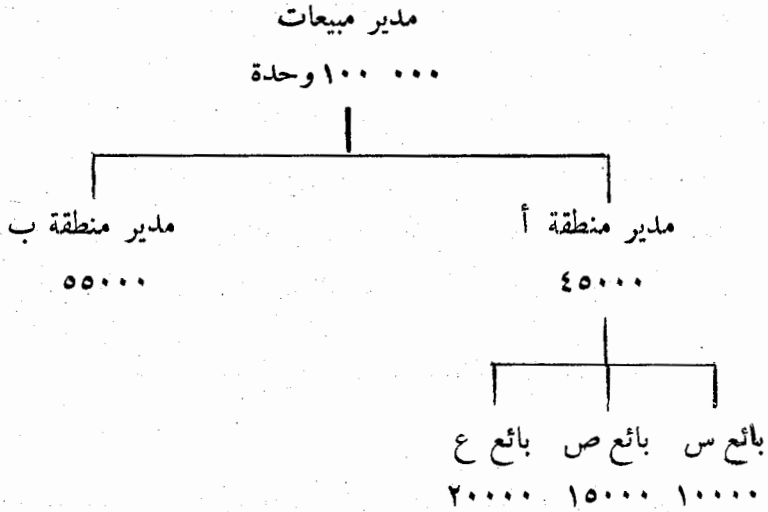 مدير مبيعات
١٠٠ ٠٠٠ وحدة
مدير منطقة أ مدير منطقة ب
٤٥٠٠٠ ٥٥٠٠٠
بائع س بائع ص بائع ع
١٠٠٠٠ ١٥٠٠٠ ٢٠٠٠٠